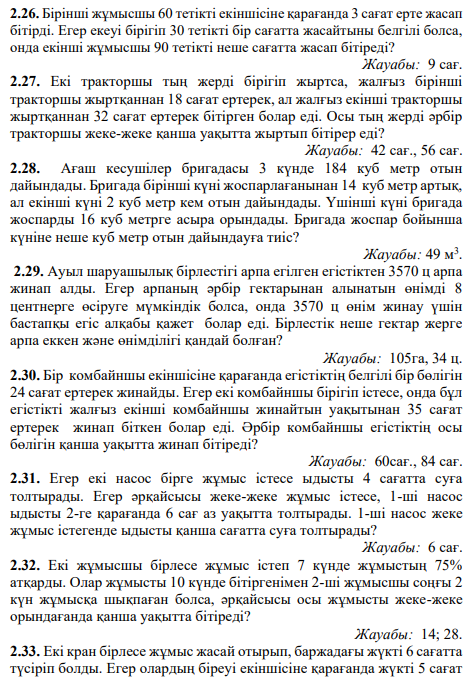 2.26. Бірінші жұмысшы 60 тетікті екіншісіне қарағанда 3 сағат ерте жасап
бітірді. Егер екеуі бірігіп 30 тетікті бір сағатта жасайтыны белгілі болса,
онда екінші жұмысшы 90 тетікті неше сағатта жасап бітіреді?
Жауабы: 9 сағ.
2.27. Екі тракторшы тың жерді бірігіп жыртса, жалғыз бірінші
тракторшы жыртқаннан 18 сағат ертерек, ал жалғыз екінші тракторшы
жыртқаннан 32 сағат ертерек бітірген болар еді. Осы тың жерді әрбір
тракторшы жеке-жеке қанша уақытта жыртып бітірер еді?
Жауабы: 42 сағ., 56 сағ.
2.28. Ағаш кесушілер бригадасы 3 күнде 184 куб метр отын
дайындады. Бригада бірінші күні жоспарлағанынан 14 куб метр артық,
ал екінші күні 2 куб метр кем отын дайындады. Үшінші күні бригада
жоспарды 16 куб метрге асыра орындады. Бригада жоспар бойынша
күніне неше куб метр отын дайындауға тиіс?
Жауабы: 49 м³.
2.29. Ауыл шаруашылық бірлестігі арпа егілген егістіктен 3570 ц арпа
жинап алды. Егер арпаның әрбір гектарынан алынатын өнімді 8
центнерге өсіруге мүмкіндік болса, онда 3570 ц өнім жинау үшін
бастапқы егіс алқабы қажет болар еді. Бірлестік неше гектар жерге
арпа еккен және өнімділігі қандай болған?
Жауабы: 105га, 34 ц.
2.30. Бір комбайншы екіншісіне қарағанда егістіктің белгілі бір бөлігін
24 сағат ертерек жинайды. Егер екі комбайншы бірігіп істесе, онда бұл
егістікті жалғыз екінші комбайншы жинайтын уақытынан 35 сағат
ертерек жинап біткен болар еді. Әрбір комбайншы егістіктің осы
бөлігін қанша уақытта жинап бітіреді?
Жауабы: 60сағ., 84 сағ.
2.31. Егер екі насос бірге жұмыс істесе ыдысты 4 сағатта суға
толтырады. Егер әрқайсысы жеке-жеке жұмыс істесе, 1-ші насос
ыдысты 2-ге қарағанда 6 сағ аз уақытта толтырады. 1-ші насос жеке
жұмыс істегенде ыдысты қанша сағатта суға толтырады?
Жауабы: 6 сағ.
2.32. Екі жұмысшы бірлесе жұмыс істеп 7 күнде жұмыстың 75%
атқарды. Олар жұмысты 10 күнде бітіргенімен 2-ші жұмысшы соңғы 2
күн жұмысқа шықпаған болса, әрқайсысы осы жұмысты жеке-жеке
орындағанда қанша уақытта бітіреді?
Жауабы: 14; 28.
2.33. Екі кран бірлесе жұмыс жасай отырып, баржадағы жүкті 6 сағатта
түсіріп болды. Егер олардың біреуі екіншісіне қарағанда жүкті 5 сағат